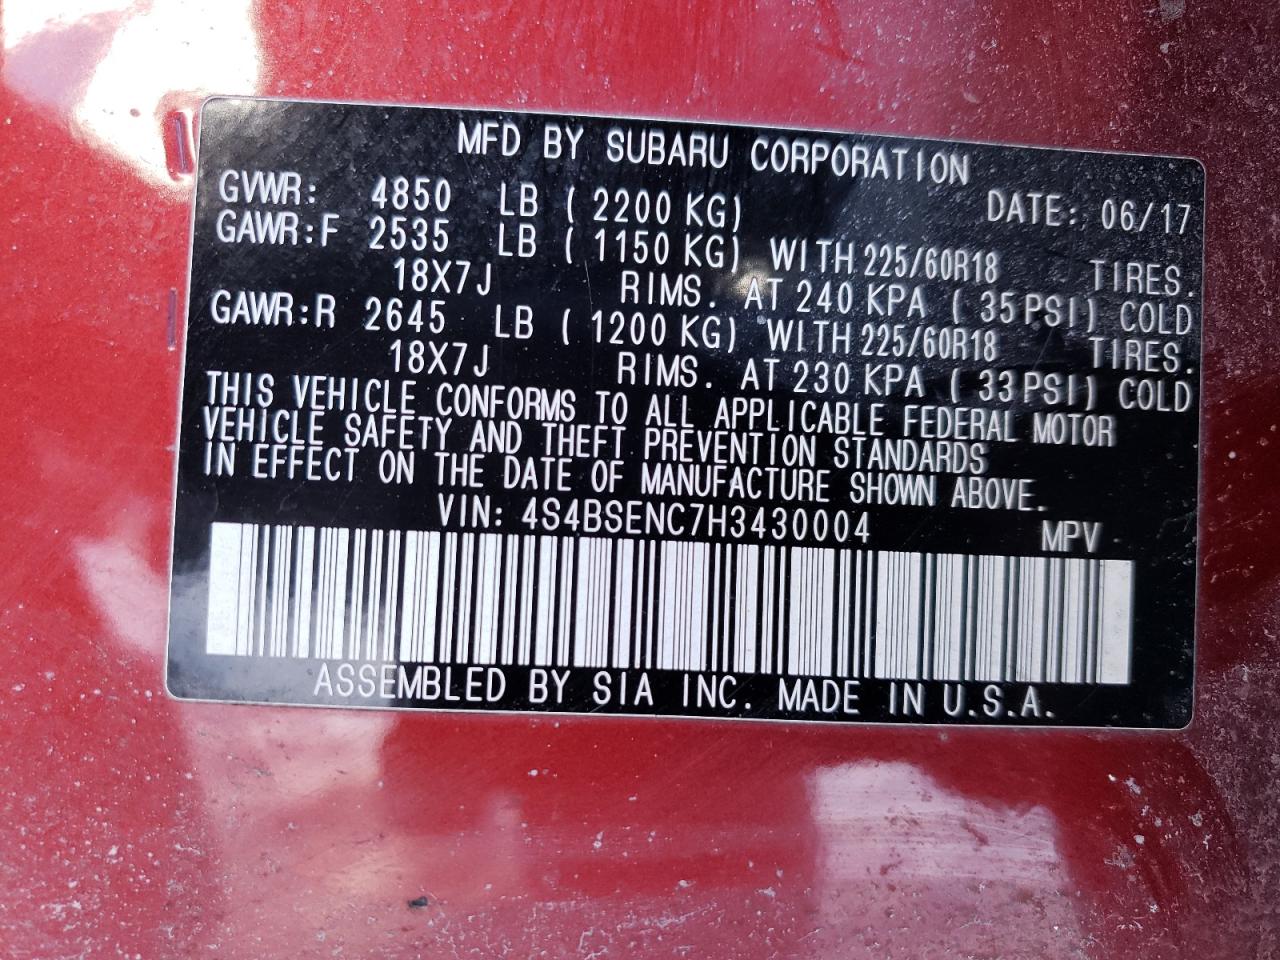 MFD BY SUBARU CORPORATION
GVWR: 4850 LB ( 2200 KG) DATE: 06/17
GAWR:F 2535 LB ( 1150 KG) WITH 225/60R18 TIRES.
18X7J RIMS. AT 240 KPA ( 35 PSI) COLD
GAWR:R 2645 LB ( 1200 KG) WITH 225/60R18 TIRES.
18X7J RIMS. AT 230 KPA ( 33 PSI) COLD
THIS VEHICLE CONFORMS TO ALL APPLICABLE FEDERAL MOTOR
VEHICLE SAFETY AND THEFT PREVENTION STANDARDS
IN EFFECT ON THE DATE OF MANUFACTURE SHOWN ABOVE.
VIN: 4S4BSENC7H3430004 MPV
ASSEMBLED BY SIA INC. MADE IN U.S.A.